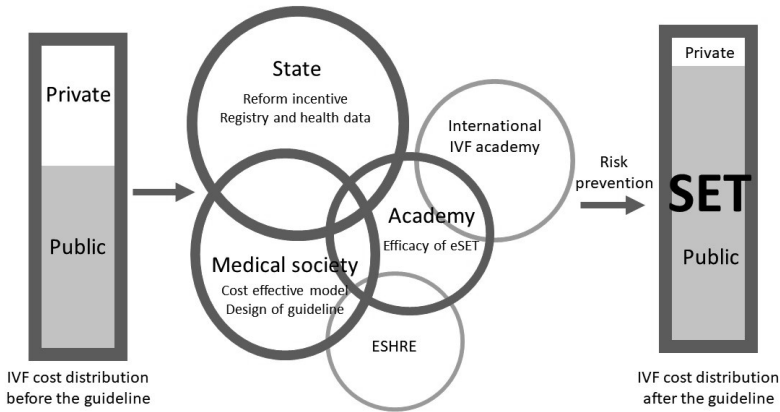 Private
Public
IVF cost distribution
before the guideline
State
Reform incentive
Registry and health data
Medical society
Cost effective model
Design of guideline
Academy
Efficacy of eSET
International
IVF academy
ESHRE
Risk
prevention
Private
SET
Public
IVF cost distribution
after the guideline